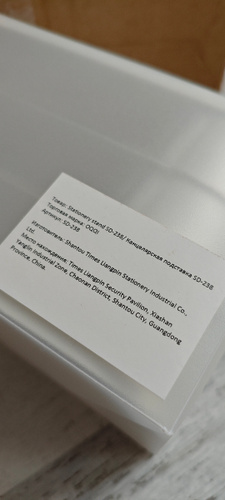 Товар: Stationery stand SD-238/ Канцелярская подставка SD-238
Торговая марка: OQQI
Артикул: SD-238
Изготовитель: Shantou Times Liangpin Stationery Industrial Co.,
Ltd.
Место нахождение: Times Liangpin Security Pavilion, Xiashan
Yanglin Industrial Zone, Chaonan District, Shantou City, Guangdong
Province, China.